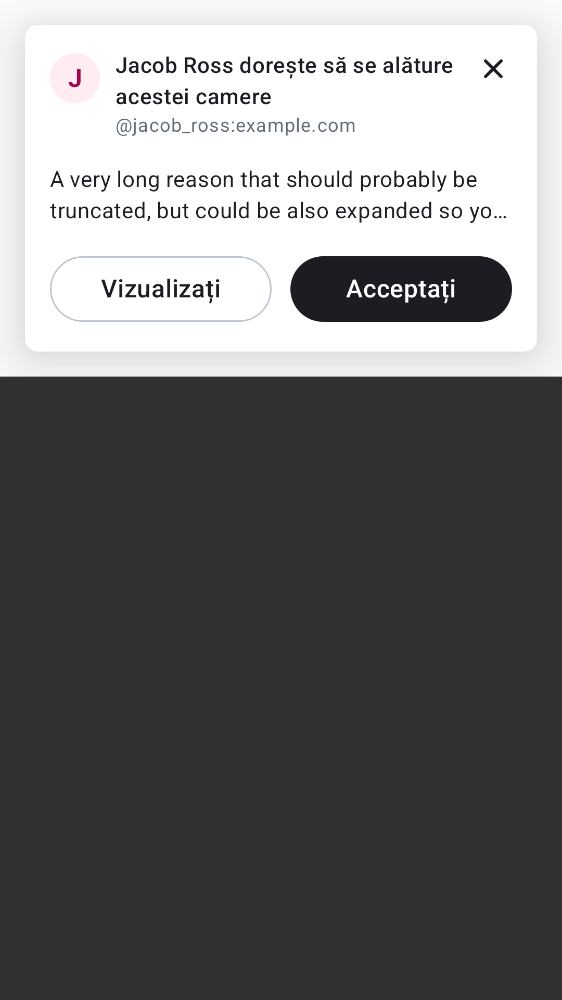 J
Jacob Ross dorește să se alăture
acestei camere
@jacob_ross:example.com
A very long reason that should probably be
truncated, but could be also expanded so yo…
Vizualizați
Acceptați